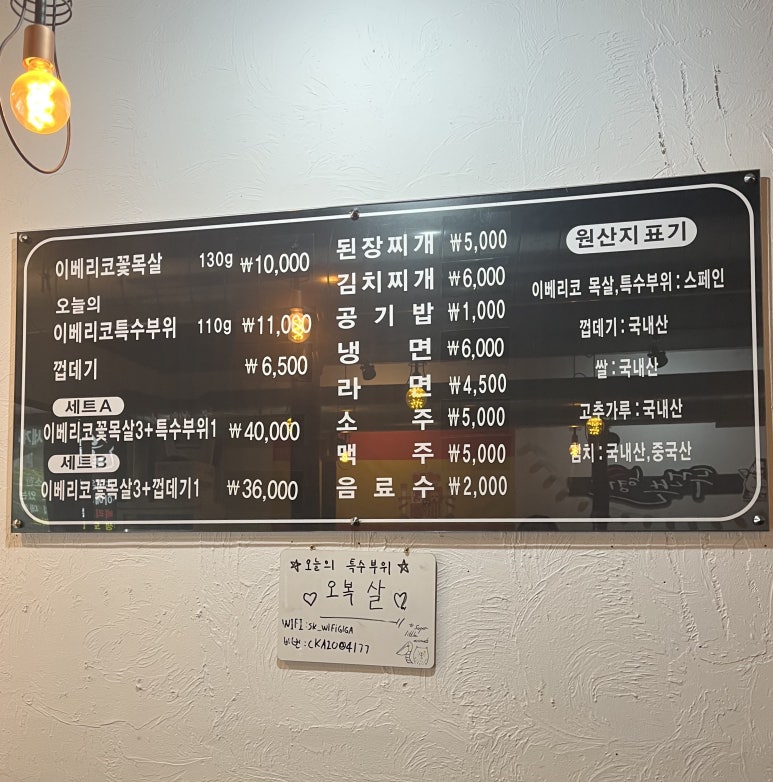 이베리코꽃목살 130g ₩10,000
오늘의
이베리코특수부위 110g ₩11,000
껍데기 ₩6,500
세트A
이베리코꽃목살3+특수부위1 ₩40,000
세트B
이베리코꽃목살3+껍데기1 ₩36,000
된장찌개 ₩5,000
김치찌개 ₩6,000
공기밥 ₩1,000
냉면 ₩6,000
라면 ₩4,500
소주 ₩5,000
맥주 ₩5,000
음료수 ₩2,000
원산지표기
이베리코 목살,특수부위 : 스페인
껍데기 : 국내산
쌀 : 국내산
고추가루 : 국내산
김치 : 국내산,중국산
☆오늘의 특수부위☆
♡ 오복살 ♡
WIFI : SK_WIFIGIGA
비번 :